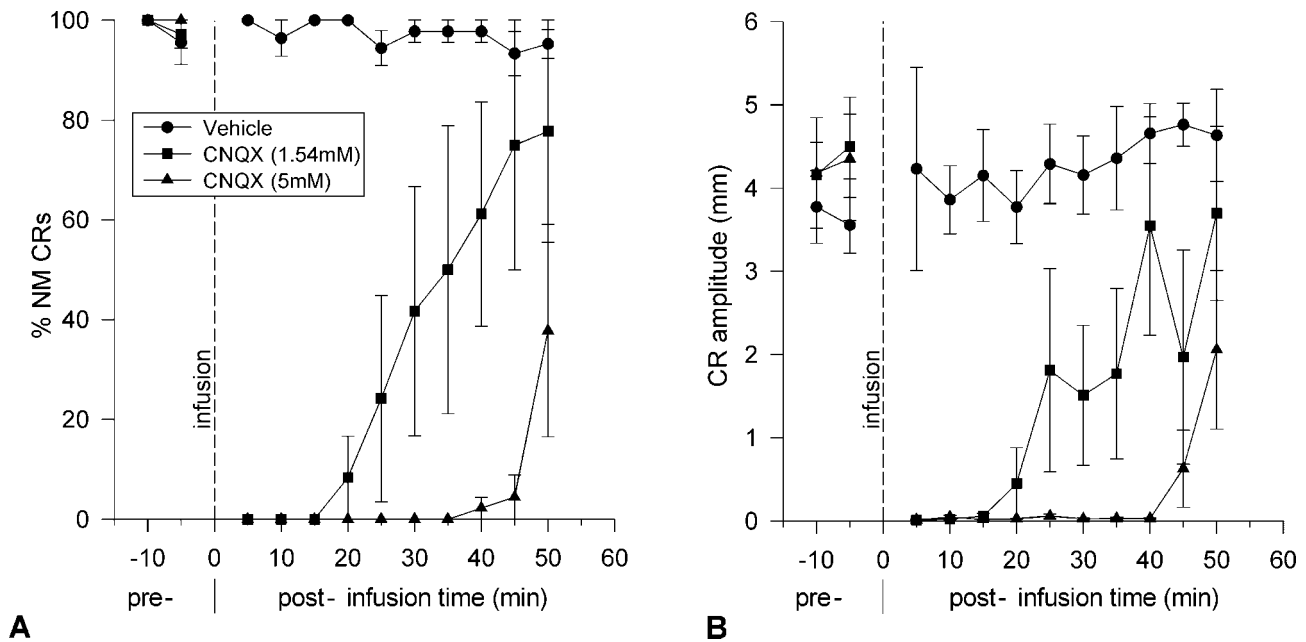 100
80
60
40
20
0
% NM CRs
Vehicle
CNQX (1.54mM)
CNQX (5mM)
infusion
-10 0 10 20 30 40 50 60
pre- post- infusion time (min)
A
6
5
4
3
2
1
0
CR amplitude (mm)
infusion
-10 0 10 20 30 40 50 60
pre- post- infusion time (min)
B